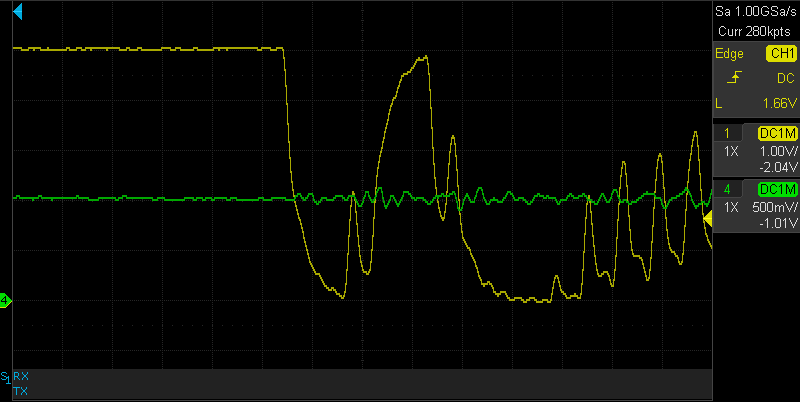 Sa 1.00GSa/s
Curr 280kpts
Edge CH1
DC
L 1.66V
1 DC1M
1X 1.00V/
-2.04V
4 DC1M
1X 500mV/
-1.01V
4
S1 RX
TX